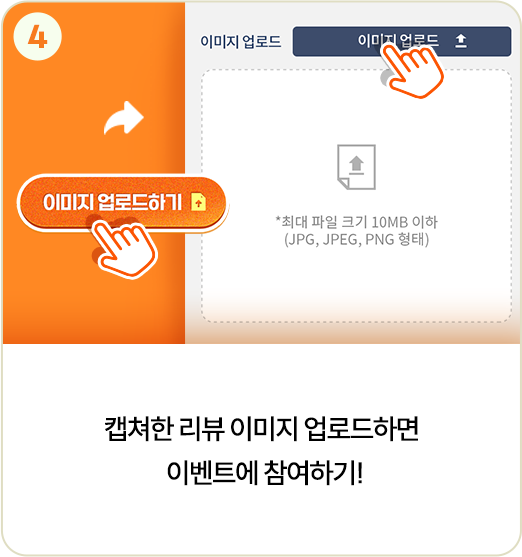 4
이미지 업로드
이미지 업로드
이미지 업로드하기
*최대 파일 크기 10MB 이하
(JPG, JPEG, PNG 형태)
캡쳐한 리뷰 이미지 업로드하면
이벤트에 참여하기!